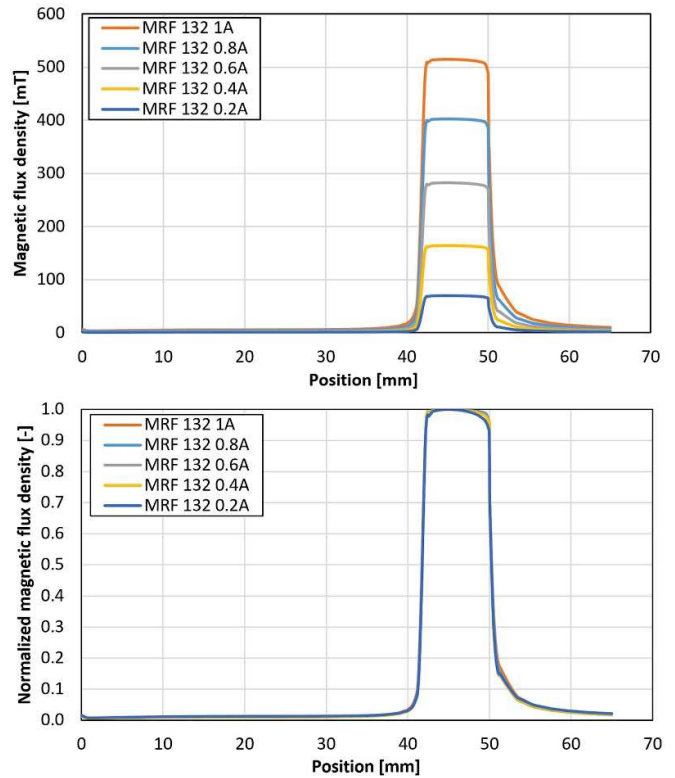 600
500
400
300
200
100
0
Magnetic flux density [mT]
MRF 132 1A
MRF 132 0.8A
MRF 132 0.6A
MRF 132 0.4A
MRF 132 0.2A
0 10 20 30 40 50 60 70
Position [mm]
1.0
0.9
0.8
0.7
0.6
0.5
0.4
0.3
0.2
0.1
0.0
Normalized magnetic flux density [-]
MRF 132 1A
MRF 132 0.8A
MRF 132 0.6A
MRF 132 0.4A
MRF 132 0.2A
0 10 20 30 40 50 60 70
Position [mm]